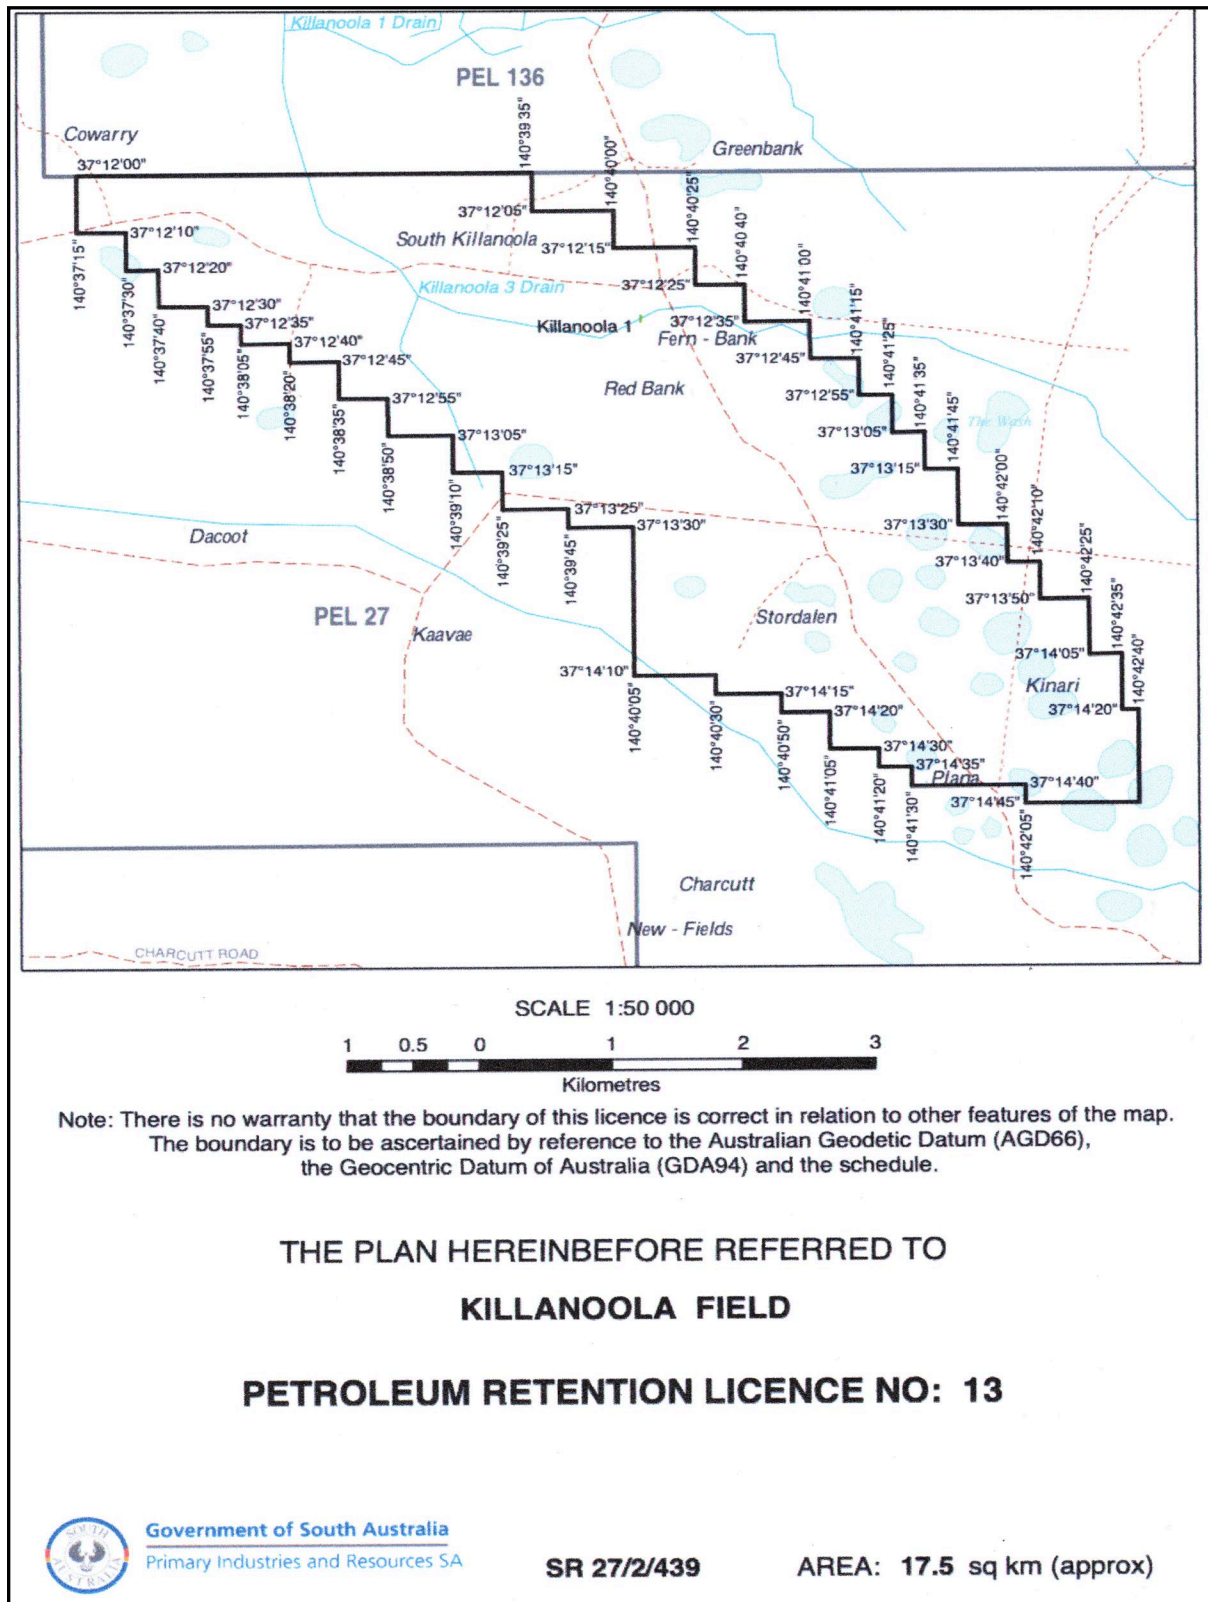 Killanoola 1 Drain
PEL 136
Cowarry
Greenbank
37°12'00"
140°39 35"
140°40'00"
140°40'25"
140°40 40"
140°41 00"
140°41'15"
140°41'25"
140°41 35"
140°41'45"
140°42'00"
140°42'10"
140°42'25"
140°42'35"
140°42'40"
37°12'05"
37°12'15"
37°12'25"
37°12'35"
37°12'45"
37°12'55"
37°13'05"
37°13'15"
37°13'30"
37°13'40"
37°13'50"
37°14'05"
37°14'20"
South Killanoola
Killanoola 3 Drain
Killanoola 1
Fern - Bank
Red Bank
The Wash
37°12'10"
37°12'20"
37°12'30"
37°12'35"
37°12'40"
37°12'45"
37°12'55"
37°13'05"
37°13'15"
37°13'25"
37°13'30"
140°37'15"
140°37'30"
140°37'40"
140°37'55"
140°38'05"
140°38'20"
140°38'35"
140°38'50"
140°39'10"
140°39'25"
140°39'45"
Dacoot
PEL 27
Kaavae
Stordalen
Kinari
37°14'10"
37°14'15"
37°14'20"
37°14'30"
37°14'35"
Plana
37°14'40"
37°14'45"
140°40'05"
140°40'30"
140°40'50"
140°41'05"
140°41'20"
140°41'30"
140°42'05"
Charcutt
New - Fields
CHARCUTT ROAD
SCALE 1:50 000
1 0.5 0 1 2 3
Kilometres
Note: There is no warranty that the boundary of this licence is correct in relation to other features of the map.
The boundary is to be ascertained by reference to the Australian Geodetic Datum (AGD66),
the Geocentric Datum of Australia (GDA94) and the schedule.
THE PLAN HEREINBEFORE REFERRED TO
KILLANOOLA FIELD
PETROLEUM RETENTION LICENCE NO: 13
SOUTH
AUSTRALIA
Government of South Australia
Primary Industries and Resources SA
SR 27/2/439
AREA: 17.5 sq km (approx)